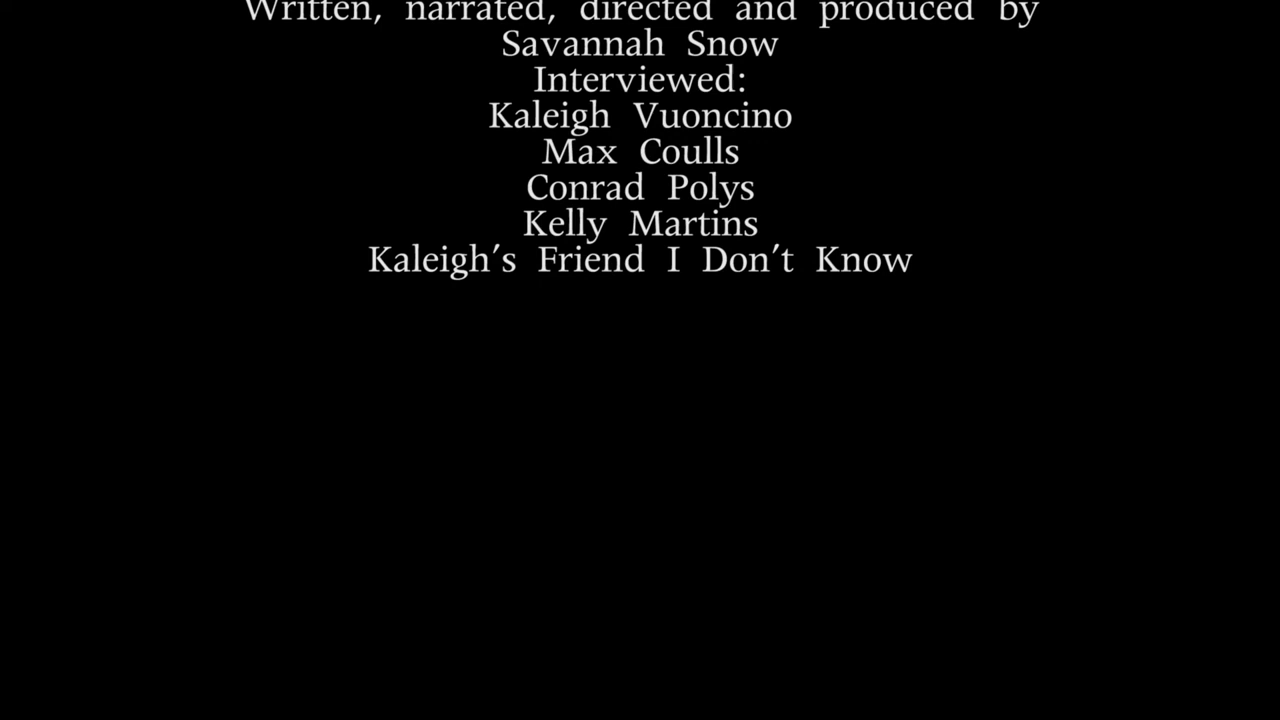 Written, narrated, directed and produced by
Savannah Snow
Interviewed:
Kaleigh Vuoncino
Max Coulls
Conrad Polys
Kelly Martins
Kaleigh's Friend I Don't Know